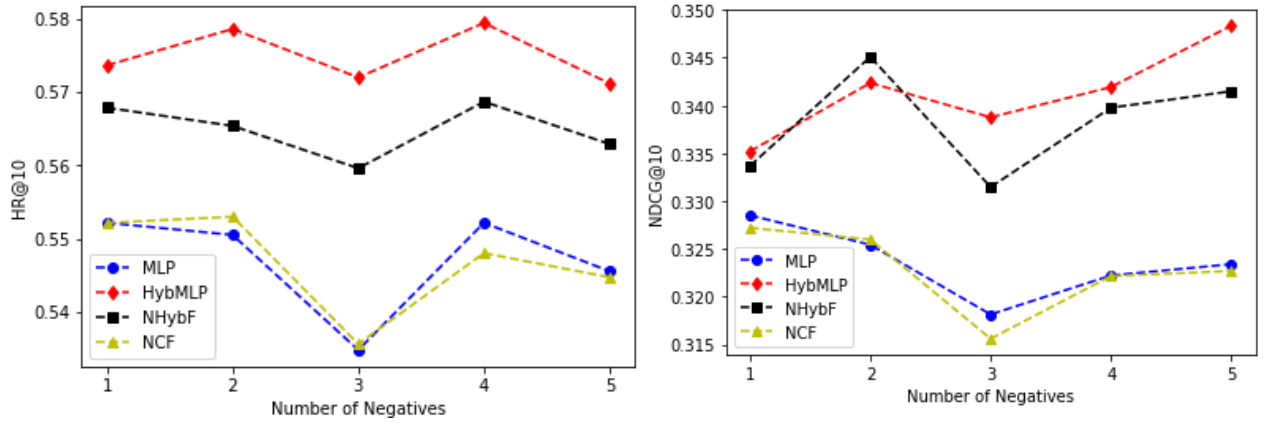 0.58
0.57
0.56
0.55
0.54
HR@10
MLP
HybMLP
NHybF
NCF
1 2 3 4 5
Number of Negatives
0.350
0.345
0.340
0.335
0.330
0.325
0.320
0.315
NDCG@10
MLP
HybMLP
NHybF
NCF
1 2 3 4 5
Number of Negatives